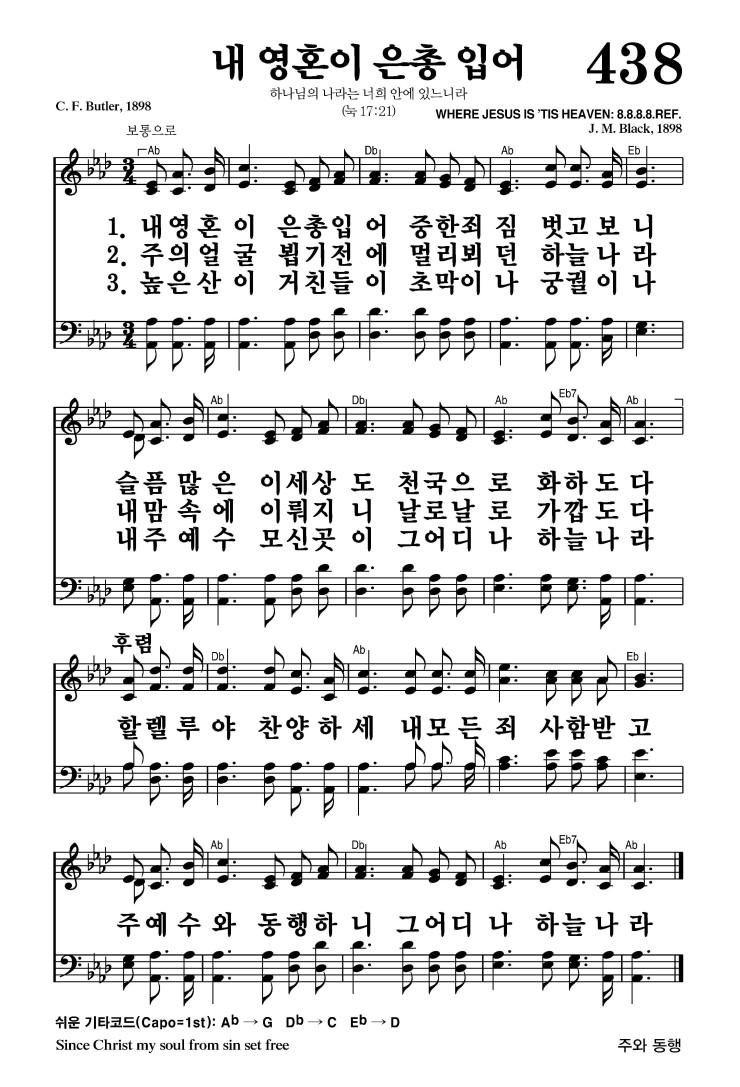 내 영혼이 은총 입어 438
하나님의 나라는 너희 안에 있느니라
(눅 17:21)
C. F. Butler, 1898
WHERE JESUS IS 'TIS HEAVEN: 8.8.8.8.REF.
J. M. Black, 1898
보통으로
Ab Db Ab Eb
1. 내 영 혼 이 은 총 입 어 중 한 죄 짐 벗 고 보 니
2. 주 의 얼 굴 뵙 기 전 에 멀 리 뵈 던 하 늘 나 라
3. 높 은 산 이 거 친 들 이 초 막 이 나 궁 궐 이 나
Ab Db Ab Eb7 Ab
슬 픔 많 은 이 세 상 도 천 국 으 로 화 하 도 다
내 맘 속 에 이 뤄 지 니 날 로 날 로 가 깝 도 다
내 주 예 수 모 신 곳 이 그 어 디 나 하 늘 나 라
후렴
Db Ab Eb
할 렐 루 야 찬 양 하 세 내 모 든 죄 사 함 받 고
Ab Db Ab Eb7 Ab
주 예 수 와 동 행 하 니 그 어 디 나 하 늘 나 라
쉬운 기타코드(Capo=1st): Ab → G Db → C Eb → D
Since Christ my soul from sin set free
주와 동행